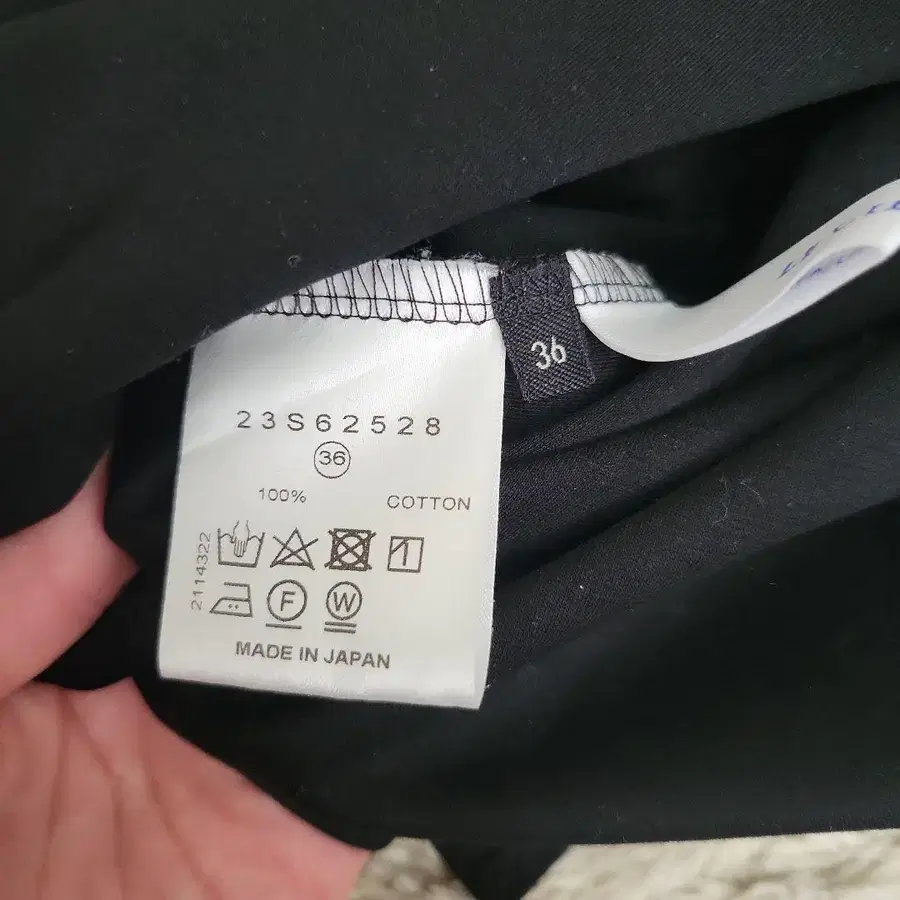 36
23S62528
36
100% COTTON
2114322
F W
MADE IN JAPAN